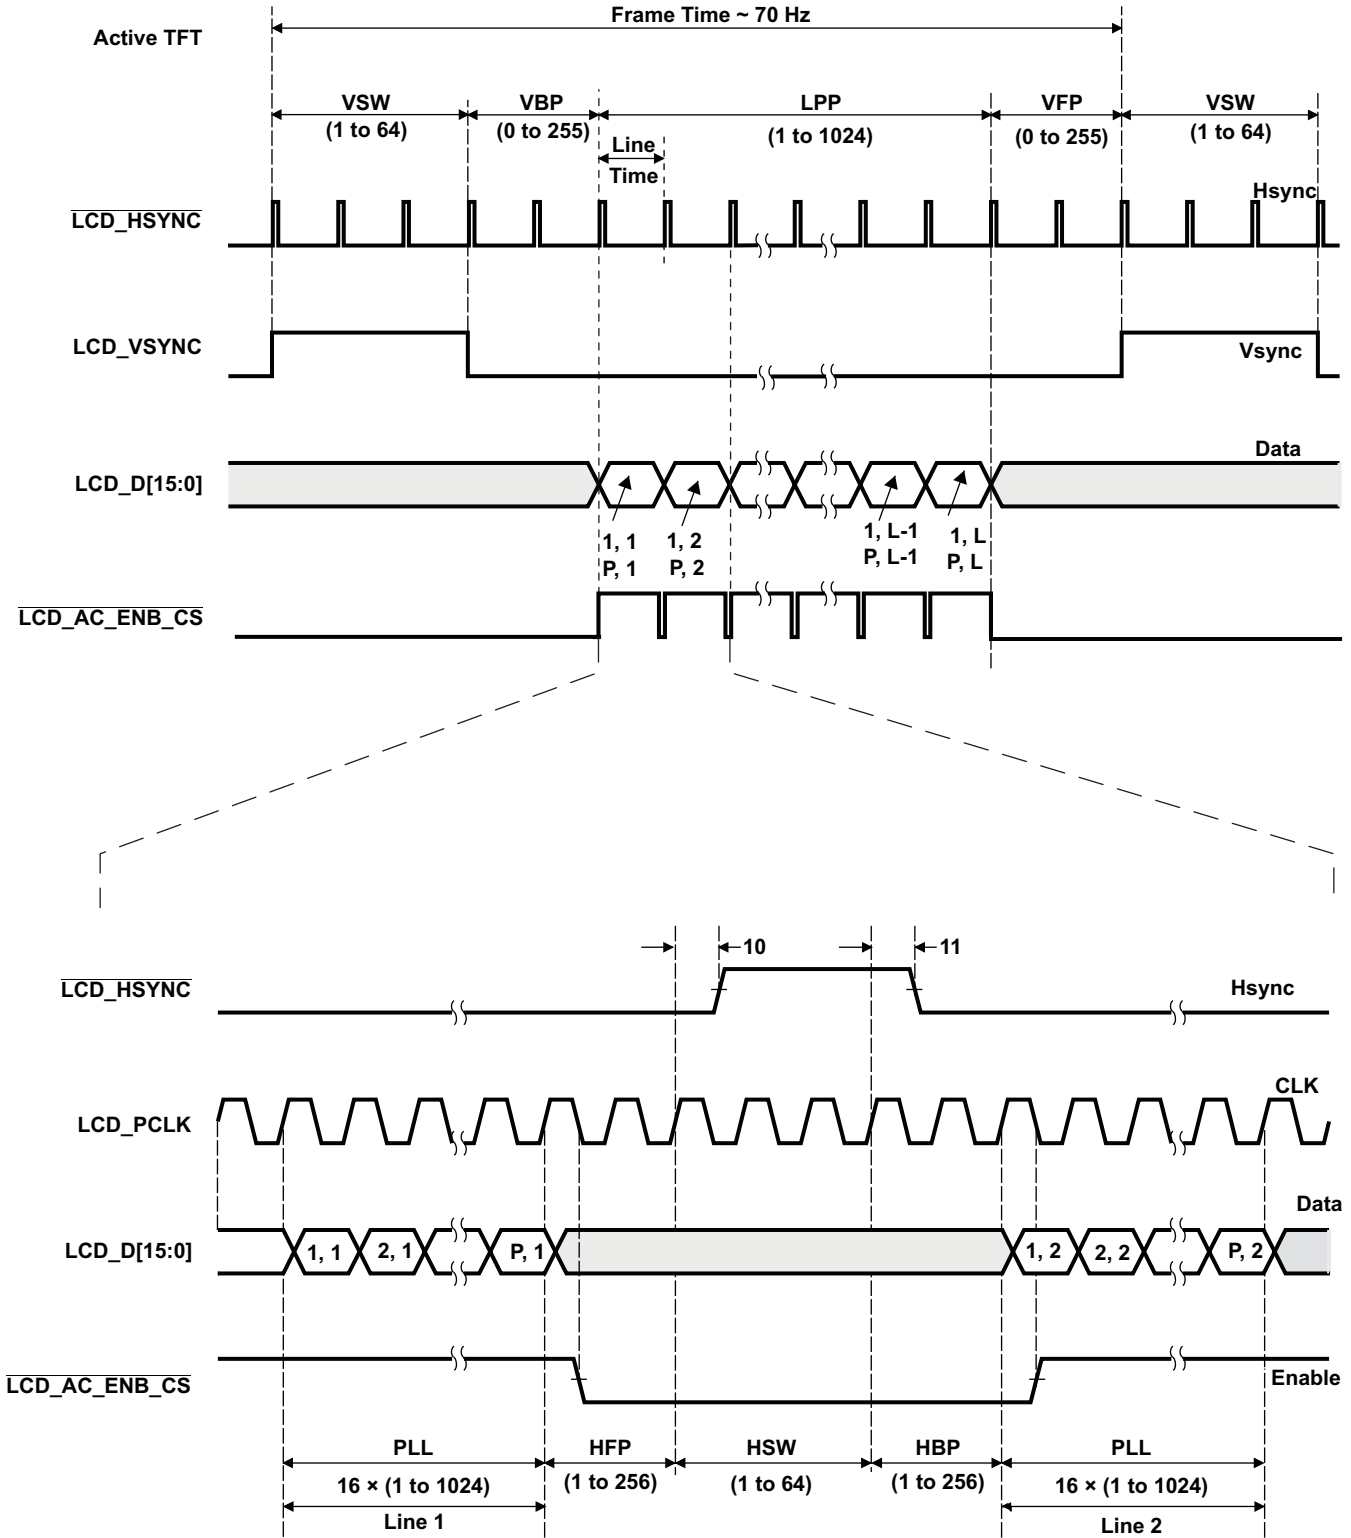 Frame Time ~ 70 Hz
Active TFT
VSW VBP LPP VFP VSW
(1 to 64) (0 to 255) (1 to 1024) (0 to 255) (1 to 64)
Line
Time
Hsync
LCD_HSYNC
LCD_VSYNC
Vsync
Data
LCD_D[15:0]
1, 1 1, 2 1, L-1 1, L
P, 1 P, 2 P, L-1 P, L
LCD_AC_ENB_CS
10 11
LCD_HSYNC Hsync
CLK
LCD_PCLK
Data
LCD_D[15:0] 1, 1 2, 1 P, 1 1, 2 2, 2 P, 2
LCD_AC_ENB_CS Enable
PLL HFP HSW HBP PLL
16 × (1 to 1024) (1 to 256) (1 to 64) (1 to 256) 16 × (1 to 1024)
Line 1 Line 2